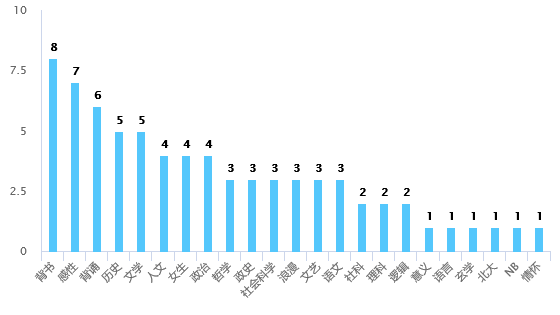 10
7.5
5
2.5
0
8
7
6
5
5
4
4
4
3
3
3
3
3
3
2
2
2
1
1
1
1
1
1
背书
感性
背诵
历史
文学
人文
女生
政治
哲学
政史
社会科学
浪漫
文艺
语文
社科
理科
逻辑
意义
语言
玄学
北大
NB
情怀